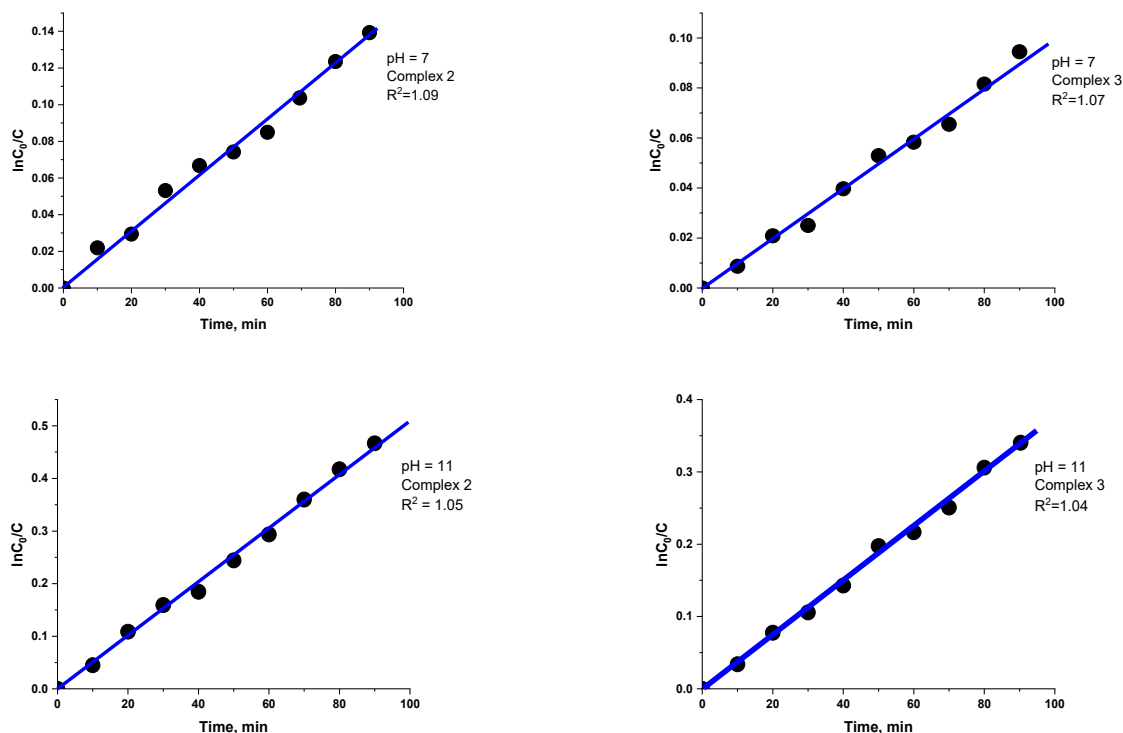 0.14
0.12
0.10
0.08
0.06
0.04
0.02
0.00
lnC₀/C
0 20 40 60 80 100
Time, min
pH = 7
Complex 2
R²=1.09
0.10
0.08
0.06
0.04
0.02
0.00
lnC₀/C
0 20 40 60 80 100
Time, min
pH = 7
Complex 3
R²=1.07
0.5
0.4
0.3
0.2
0.1
0.0
lnC₀/C
0 20 40 60 80 100
Time, min
pH = 11
Complex 2
R² = 1.05
0.4
0.3
0.2
0.1
0.0
lnC₀/C
0 20 40 60 80 100
Time, min
pH = 11
Complex 3
R²=1.04